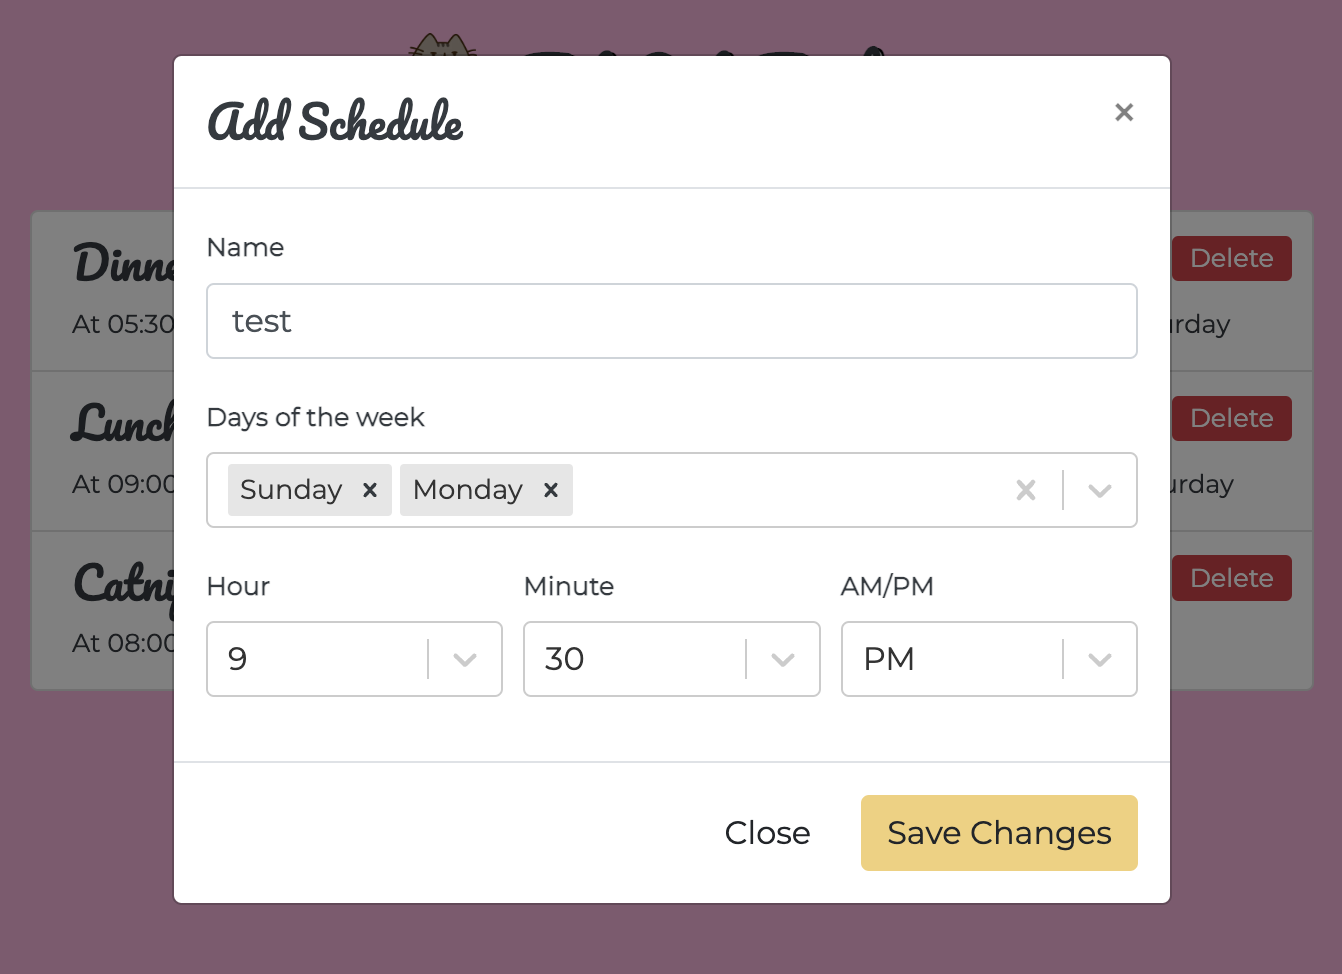 Add Schedule ×
Dinne
Delete
Name
test
At 05:30
urday
Days of the week
Lunch
Delete
Sunday × Monday ×
At 09:00
urday
Hour Minute AM/PM
Catni
Delete
9 30 PM
At 08:00
Close Save Changes